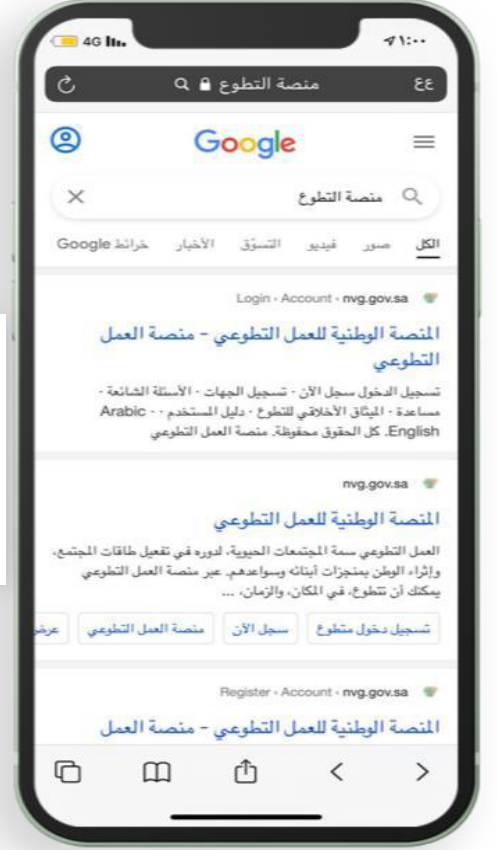 4G
١:٠٠
عع
منصة التطوع
Google
منصة التطوع
الكل صور فيديو التسوّق الأخبار خرائط Google
Login › Account › nvg.gov.sa
المنصة الوطنية للعمل التطوعي - منصة العمل
التطوعي
تسجيل الدخول سجل الآن · تسجيل الجهات · الأسئلة الشائعة ·
مساعدة · الميثاق الأخلاقي للتطوع · دليل المستخدم · · Arabic
English. كل الحقوق محفوظة. منصة العمل التطوعي
nvg.gov.sa
المنصة الوطنية للعمل التطوعي
العمل التطوعي سمة المجتمعات الحيوية، لدوره في تفعيل طاقات المجتمع،
وإثراء الوطن بمنجزات أبنائه وسواعدهم. عبر منصة العمل التطوعي
يمكنك أن تتطوع، في المكان، والزمان، ...
تسجيل دخول متطوع سجل الآن منصة العمل التطوعي عرض
Register › Account › nvg.gov.sa
المنصة الوطنية للعمل التطوعي - منصة العمل